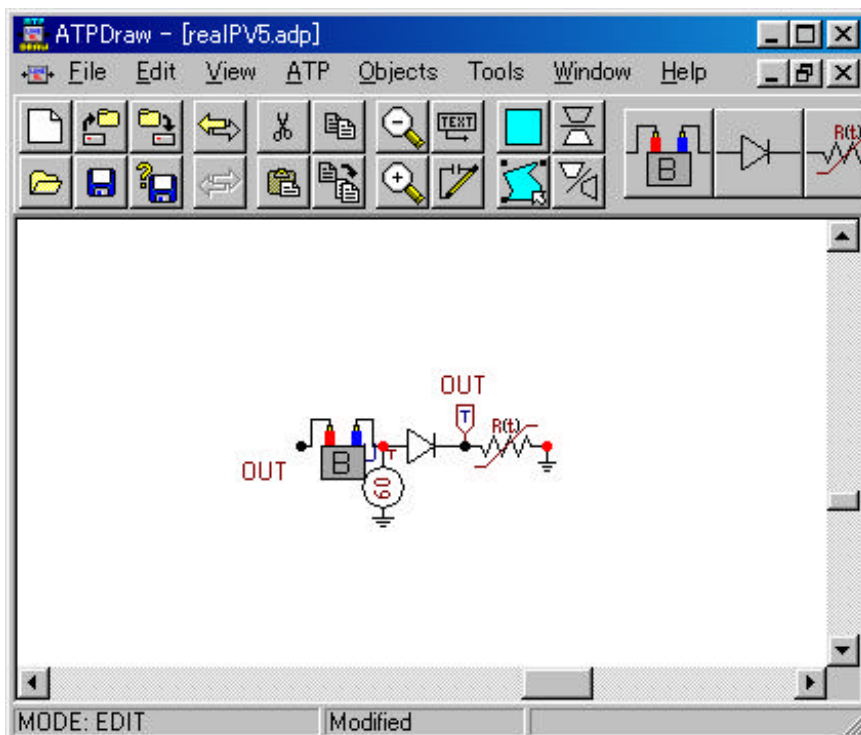 ATPDraw - [realPV5.adp]
File Edit View ATP Objects Tools Window Help
TEXT
B
R(t)
OUT
T
R(t)
OUT
B
T
60
MODE: EDIT
Modified